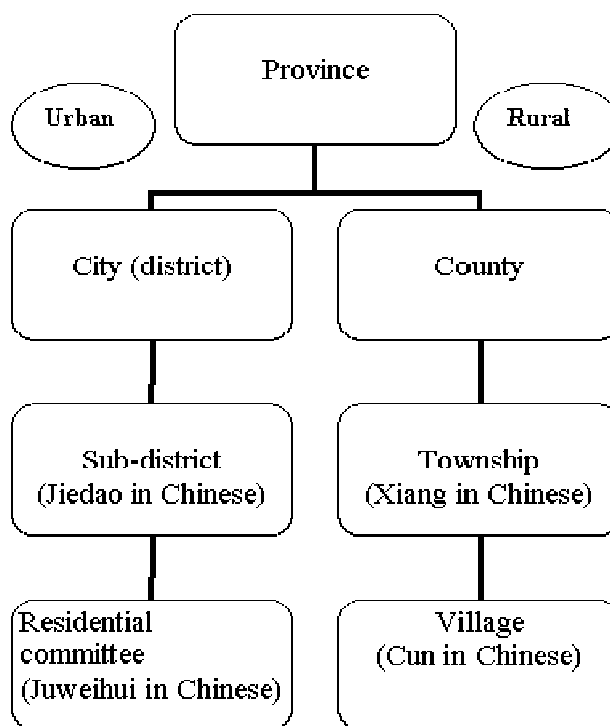 Province
Urban
Rural
City (district)
County
Sub-district
(Jiedao in Chinese)
Township
(Xiang in Chinese)
Residential
committee
(Juweihui in Chinese)
Village
(Cun in Chinese)